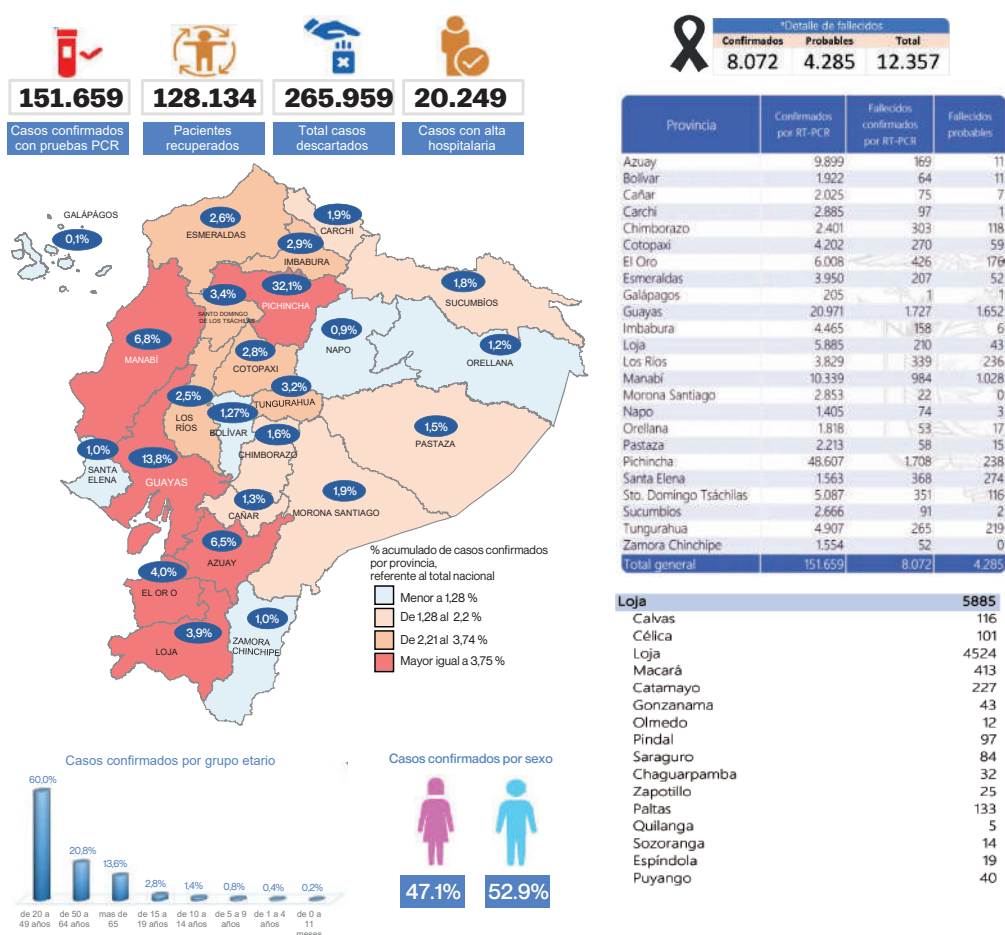 151.659
128.134
265.959
20.249
Casos confirmados
con pruebas PCR
Pacientes
recuperados
Total casos
descartados
Casos con alta
hospitalaria
*Detalle de fallecidos
Confirmados Probables Total
8.072 4.285 12.357
GALÁPAGOS
0,1%
2,6%
ESMERALDAS
1,9%
CARCHI
2,9%
IMBABURA
32,1%
PICHINCHA
3,4%
SANTO DOMINGO
DE LOS TSÁCHILAS
1,8%
SUCUMBÍOS
0,9%
NAPO
1,2%
ORELLANA
6,8%
MANABÍ
2,8%
COTOPAXI
3,2%
TUNGURAHUA
2,5%
LOS
RÍOS
1,27%
BOLÍVAR
1,6%
CHIMBORAZO
1,5%
PASTAZA
1,0%
SANTA
ELENA
13,8%
GUAYAS
1,3%
CAÑAR
1,9%
MORONA SANTIAGO
6,5%
AZUAY
4,0%
EL OR O
3,9%
LOJA
1,0%
ZAMORA
CHINCHIPE
% acumulado de casos confirmados
por provincia,
referente al total nacional
Menor a 1,28 %
De 1,28 al 2,2 %
De 2,21 al 3,74 %
Mayor igual a 3,75 %
Provincia Confirmados por RT-PCR Fallecidos confirmados por RT-PCR Fallecidos probables
Azuay 9.899 169 11
Bolívar 1.922 64 11
Cañar 2.025 75 7
Carchi 2.885 97 1
Chimborazo 2.401 303 118
Cotopaxi 4.202 270 59
El Oro 6.008 426 176
Esmeraldas 3.950 207 52
Galápagos 205 1 1
Guayas 20.971 1.727 1.652
Imbabura 4.465 158 6
Loja 5.885 210 43
Los Ríos 3.829 339 236
Manabí 10.339 984 1.028
Morona Santiago 2.853 22 0
Napo 1.405 74 3
Orellana 1.818 53 17
Pastaza 2.213 58 15
Pichincha 48.607 1.708 238
Santa Elena 1.563 368 274
Sto. Domingo Tsáchilas 5.087 351 118
Sucumbios 2.666 91 2
Tungurahua 4.907 265 219
Zamora Chinchipe 1.554 52 0
Total general 151.659 8.072 4.285
Loja 5885
Calvas 116
Célica 101
Loja 4524
Macará 413
Catamayo 227
Gonzanama 43
Olmedo 12
Pindal 97
Saraguro 84
Chaguarpamba 32
Zapotillo 25
Paltas 133
Quilanga 5
Sozoranga 14
Espíndola 19
Puyango 40
Casos confirmados por grupo etario
60,0%
20,8%
13,6%
2,8%
1,4%
0,8%
0,4%
0,2%
de 20 a
49 años
de 50 a
64 años
mas de
65
de 15 a
19 años
de 10 a
14 años
de 5 a 9
años
de 1 a 4
años
de 0 a
11
meses
Casos confirmados por sexo
47.1%
52.9%